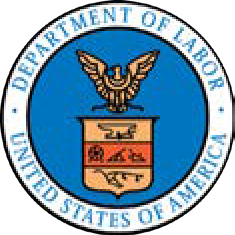 DEPARTMENT OF LABOR
UNITED STATES OF AMERICA